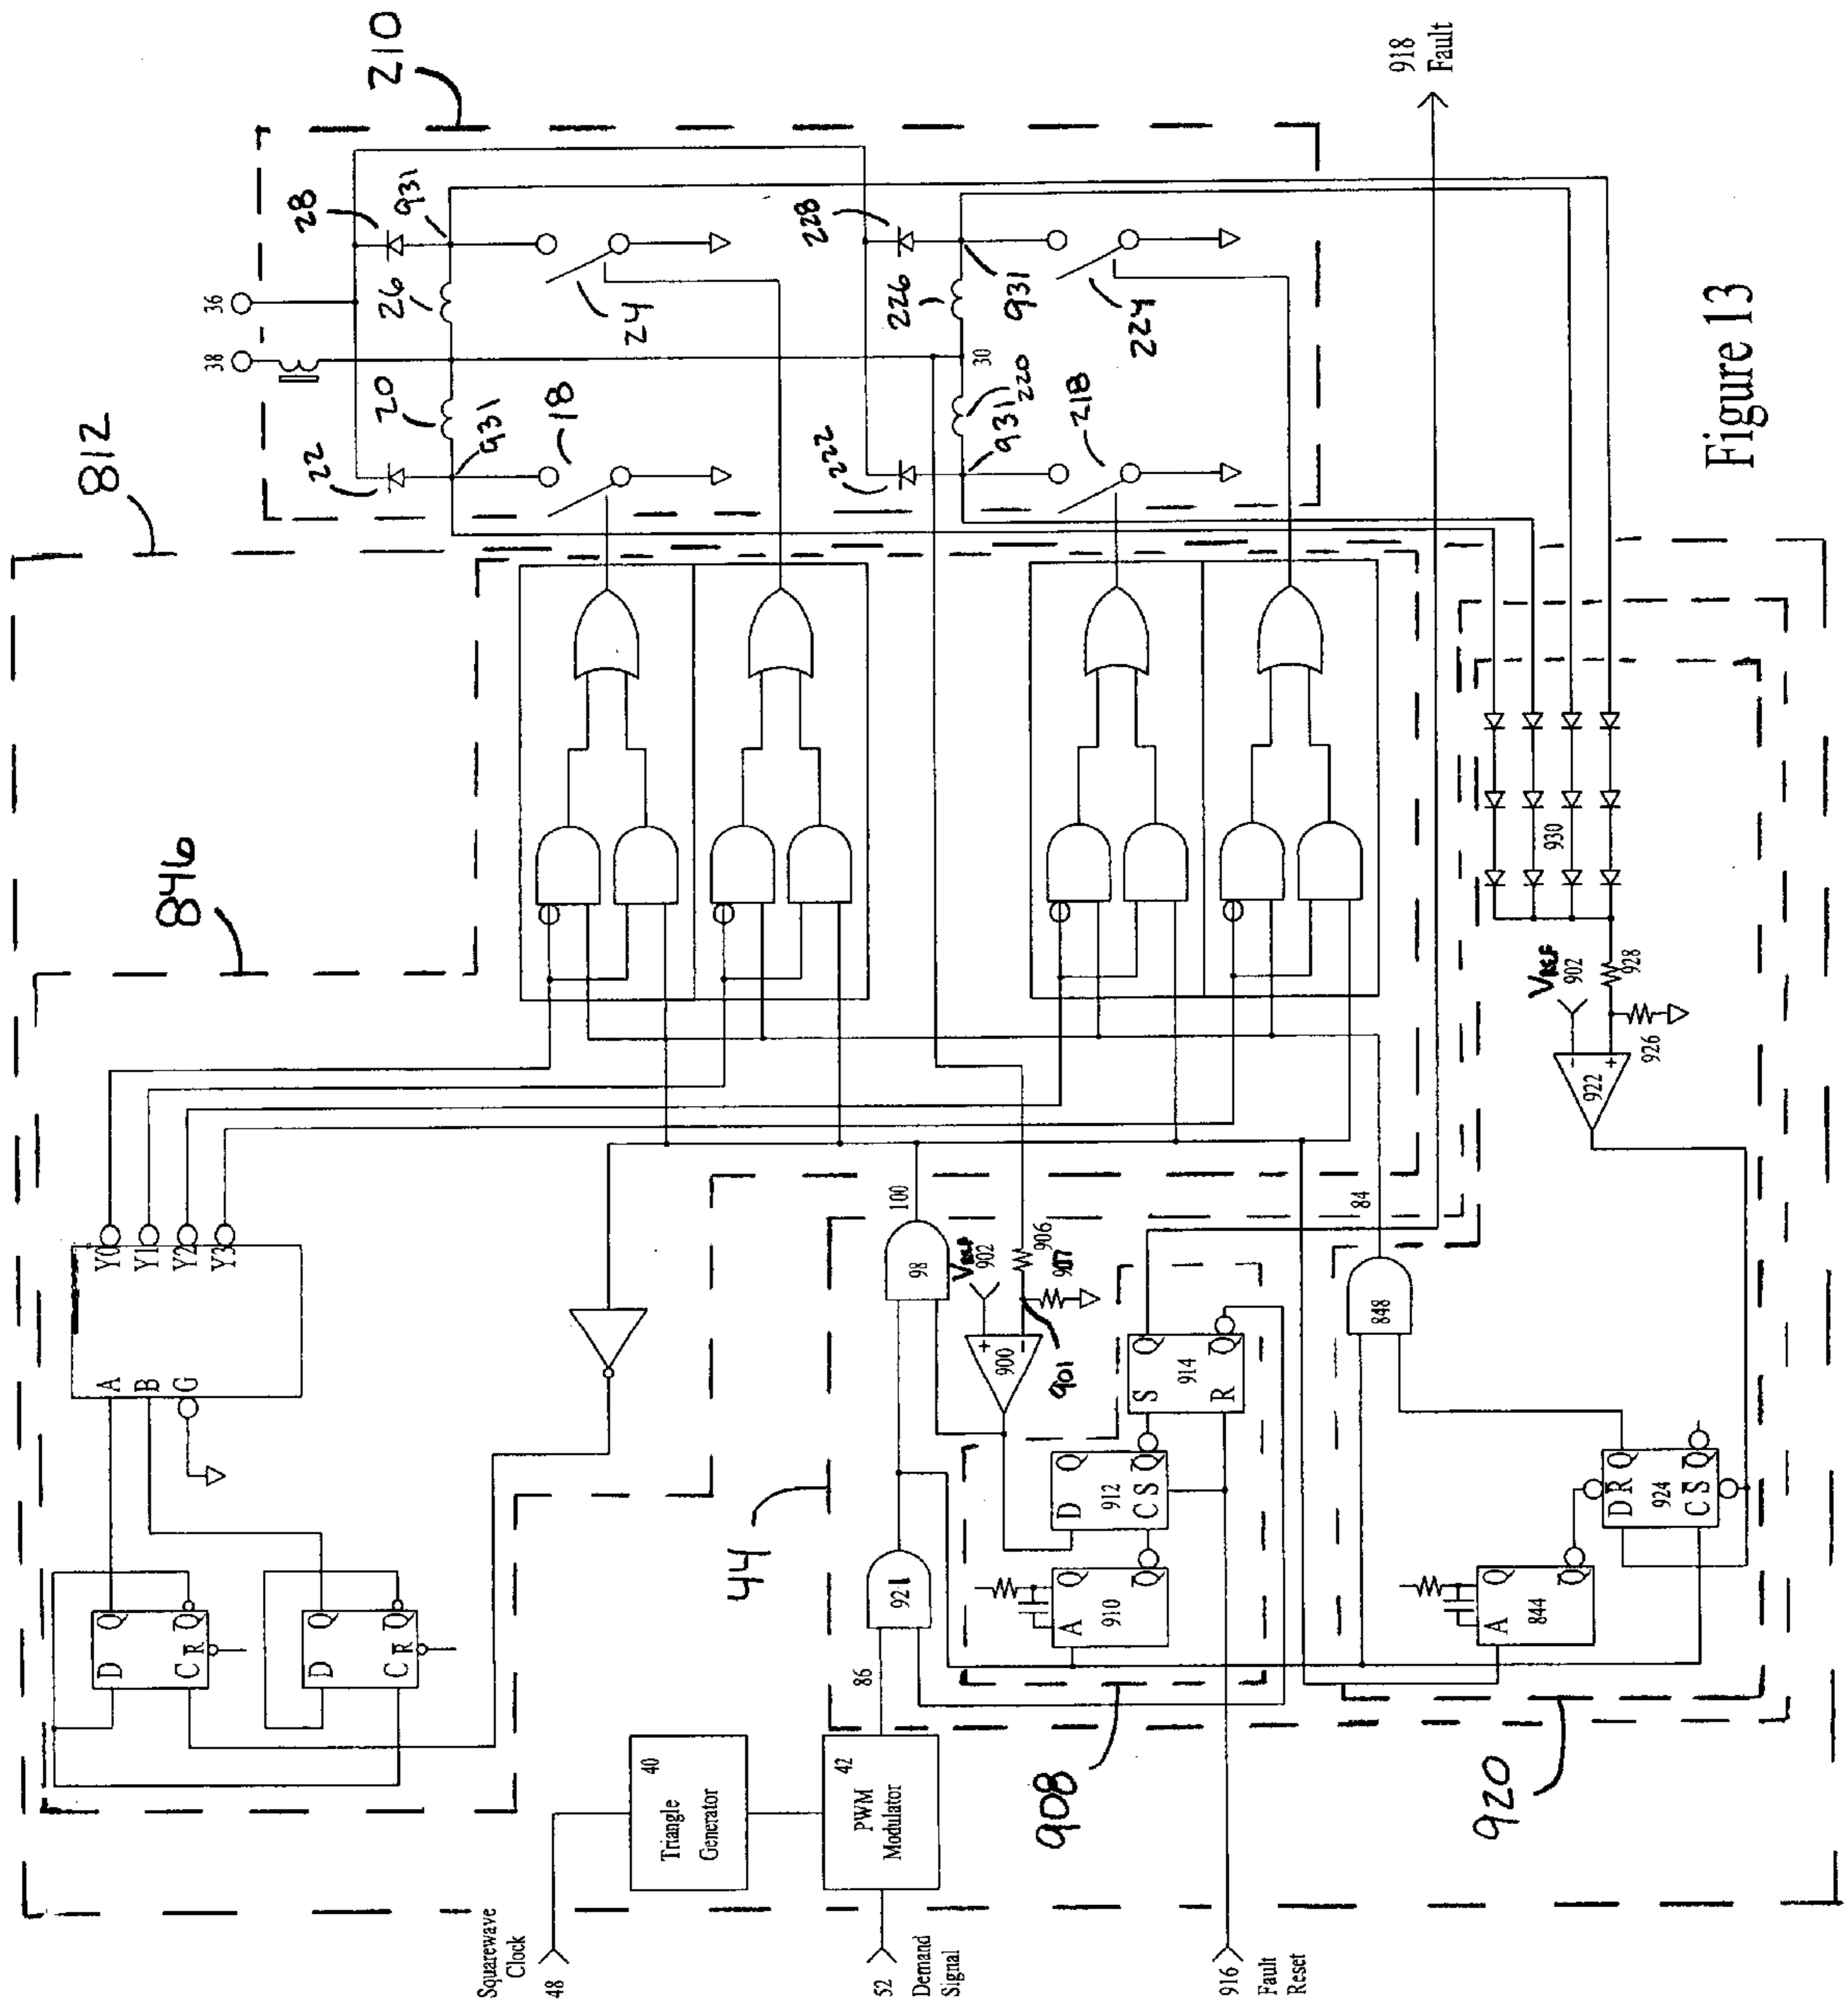 812
846
210
36
38
22
20
26
28
931
931
18
24
222
220
226
228
931
931
30
218
224
A
B
G
Y0
Y1
Y2
Y3
D
Q
C
R
Q
D
Q
C
R
Q
44
100
98
VREF
902
906
907
900
+
-
901
921
86
D
Q
912
C
S
Q
S
Q
914
R
Q
A
Q
910
Q
908
84
848
918
Fault
930
VREF
902
928
926
922
-
+
D
R
Q
924
C
S
Q
A
Q
844
Q
920
40
Triangle
Generator
42
PWM
Modulator
Squarewave
Clock
48
52
Demand
Signal
916
Fault
Reset
Figure 13